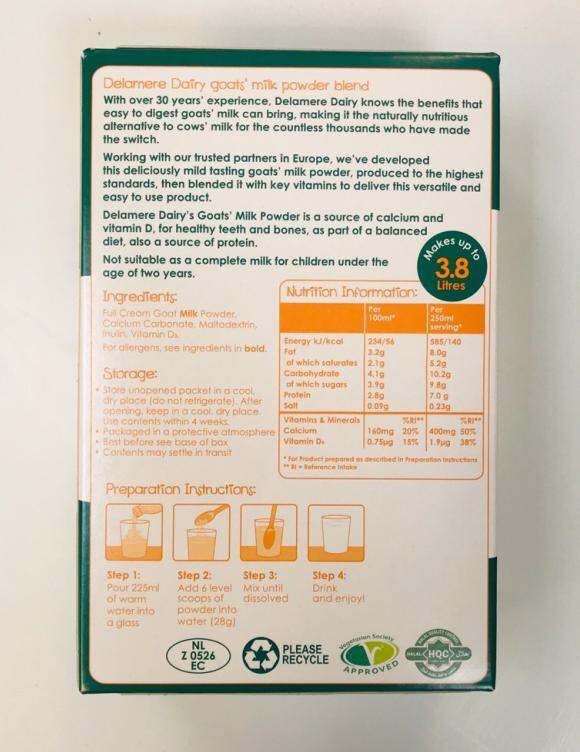 Delamere Dairy goats' milk powder blend
With over 30 years' experience, Delamere Dairy knows the benefits that
easy to digest goats' milk can bring, making it the naturally nutritious
alternative to cows' milk for the countless thousands who have made
the switch.
Working with our trusted partners in Europe, we've developed
this deliciously mild tasting goats' milk powder, produced to the highest
standards, then blended it with key vitamins to deliver this versatile and
easy to use product.
Delamere Dairy's Goats' Milk Powder is a source of calcium and
vitamin D, for healthy teeth and bones, as part of a balanced
diet, also a source of protein.
Not suitable as a complete milk for children under the
age of two years.
Makes up to
3.8
Litres
Ingredients:
Full Cream Goat Milk Powder,
Calcium Carbonate, Maltodextrin,
Inulin, Vitamin D₃.
For allergens, see ingredients in bold.
Storage:
• Store unopened packet in a cool,
dry place (do not refrigerate). After
opening, keep in a cool, dry place.
Use contents within 4 weeks.
• Packaged in a protective atmosphere
• Best before see base of box
• Contents may settle in transit
Nutrition Information:
Per 100ml* Per 250ml serving*
Energy kJ/kcal 234/56 585/140
Fat 3.2g 8.0g
of which saturates 2.1g 5.2g
Carbohydrate 4.1g 10.2g
of which sugars 3.9g 9.8g
Protein 2.8g 7.0 g
Salt 0.09g 0.23g
Vitamins & Minerals %RI** %RI**
Calcium 160mg 20% 400mg 50%
Vitamin D₃ 0.75µg 15% 1.9µg 38%
* For Product prepared as described in Preparation Instructions
** RI = Reference Intake
Preparation Instructions:
Step 1:
Pour 225ml
of warm
water into
a glass
Step 2:
Add 6 level
scoops of
powder into
water (28g)
Step 3:
Mix until
dissolved
Step 4:
Drink
and enjoy!
NL
Z 0526
EC
PLEASE
RECYCLE
Vegetarian Society
APPROVED
HALAL
HQC
حلال